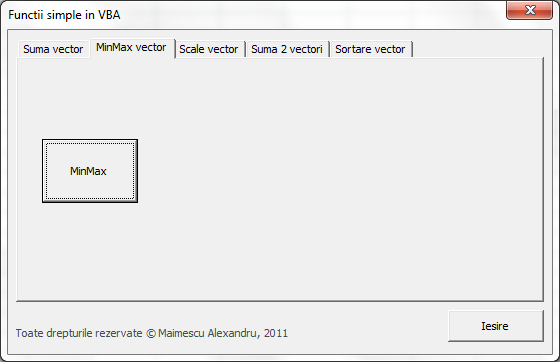 Functii simple in VBA
Suma vector MinMax vector Scale vector Suma 2 vectori Sortare vector
MinMax
Iesire
Toate drepturile rezervate © Maimescu Alexandru, 2011